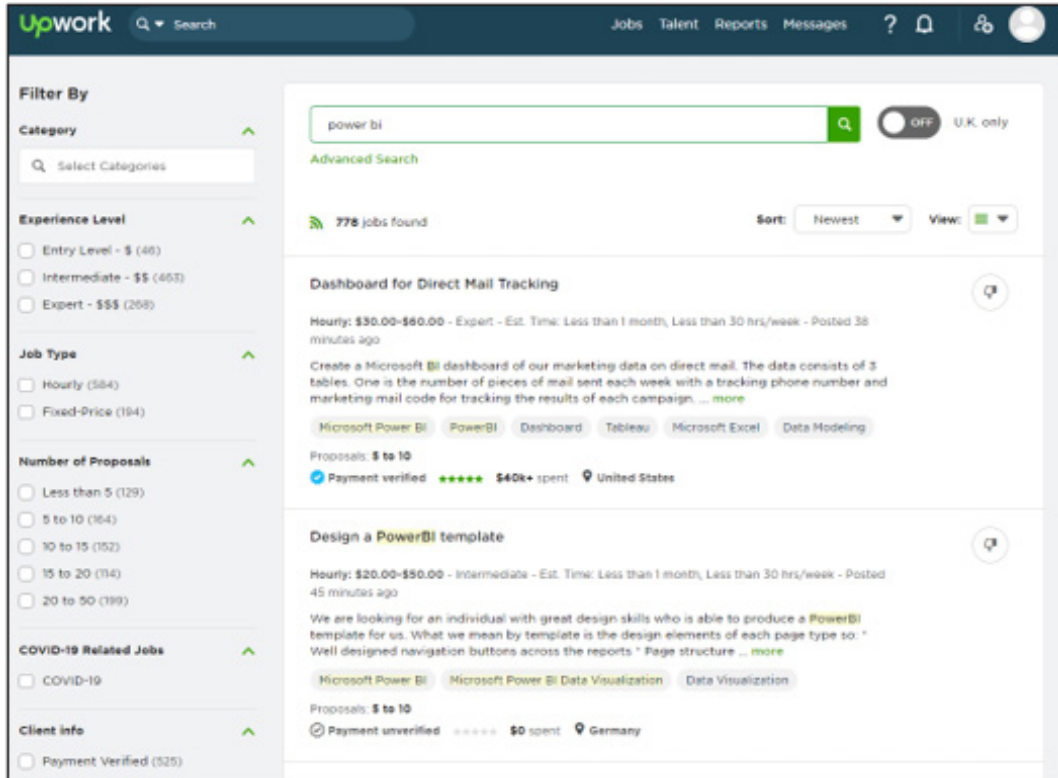 Upwork
Search
Jobs Talent Reports Messages ?
Filter By
Category
Select Categories
Experience Level
Entry Level - $ (46)
Intermediate - $$ (463)
Expert - $$$ (268)
Job Type
Hourly (584)
Fixed-Price (194)
Number of Proposals
Less than 5 (129)
5 to 10 (164)
10 to 15 (152)
15 to 20 (114)
20 to 50 (199)
COVID-19 Related Jobs
COVID-19
Client info
Payment Verified (525)
power bi
OFF U.K. only
Advanced Search
778 jobs found
Sort: Newest View:
Dashboard for Direct Mail Tracking
Hourly: $30.00-$60.00 - Expert - Est. Time: Less than 1 month, Less than 30 hrs/week - Posted 38
minutes ago
Create a Microsoft BI dashboard of our marketing data on direct mail. The data consists of 3
tables. One is the number of pieces of mail sent each week with a tracking phone number and
marketing mail code for tracking the results of each campaign. ... more
Microsoft Power BI PowerBI Dashboard Tableau Microsoft Excel Data Modeling
Proposals: 5 to 10
Payment verified $40k+ spent United States
Design a PowerBI template
Hourly: $20.00-$50.00 - Intermediate - Est. Time: Less than 1 month, Less than 30 hrs/week - Posted
45 minutes ago
We are looking for an individual with great design skills who is able to produce a PowerBI
template for us. What we mean by template is the design elements of each page type so: *
Well designed navigation buttons across the reports * Page structure ... more
Microsoft Power BI Microsoft Power BI Data Visualization Data Visualization
Proposals: 5 to 10
Payment unverified $0 spent Germany